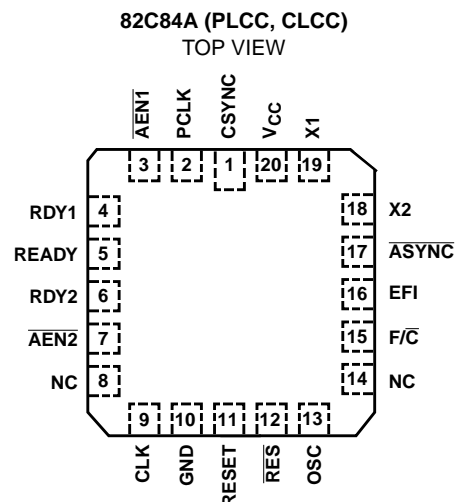 82C84A (PLCC, CLCC)
TOP VIEW
AEN1
PCLK
CSYNC
VCC
X1
3
2
1
20
19
RDY1
4
18
X2
READY
5
17
ASYNC
RDY2
6
16
EFI
AEN2
7
15
F/C
NC
8
14
NC
9
10
11
12
13
CLK
GND
RESET
RES
OSC